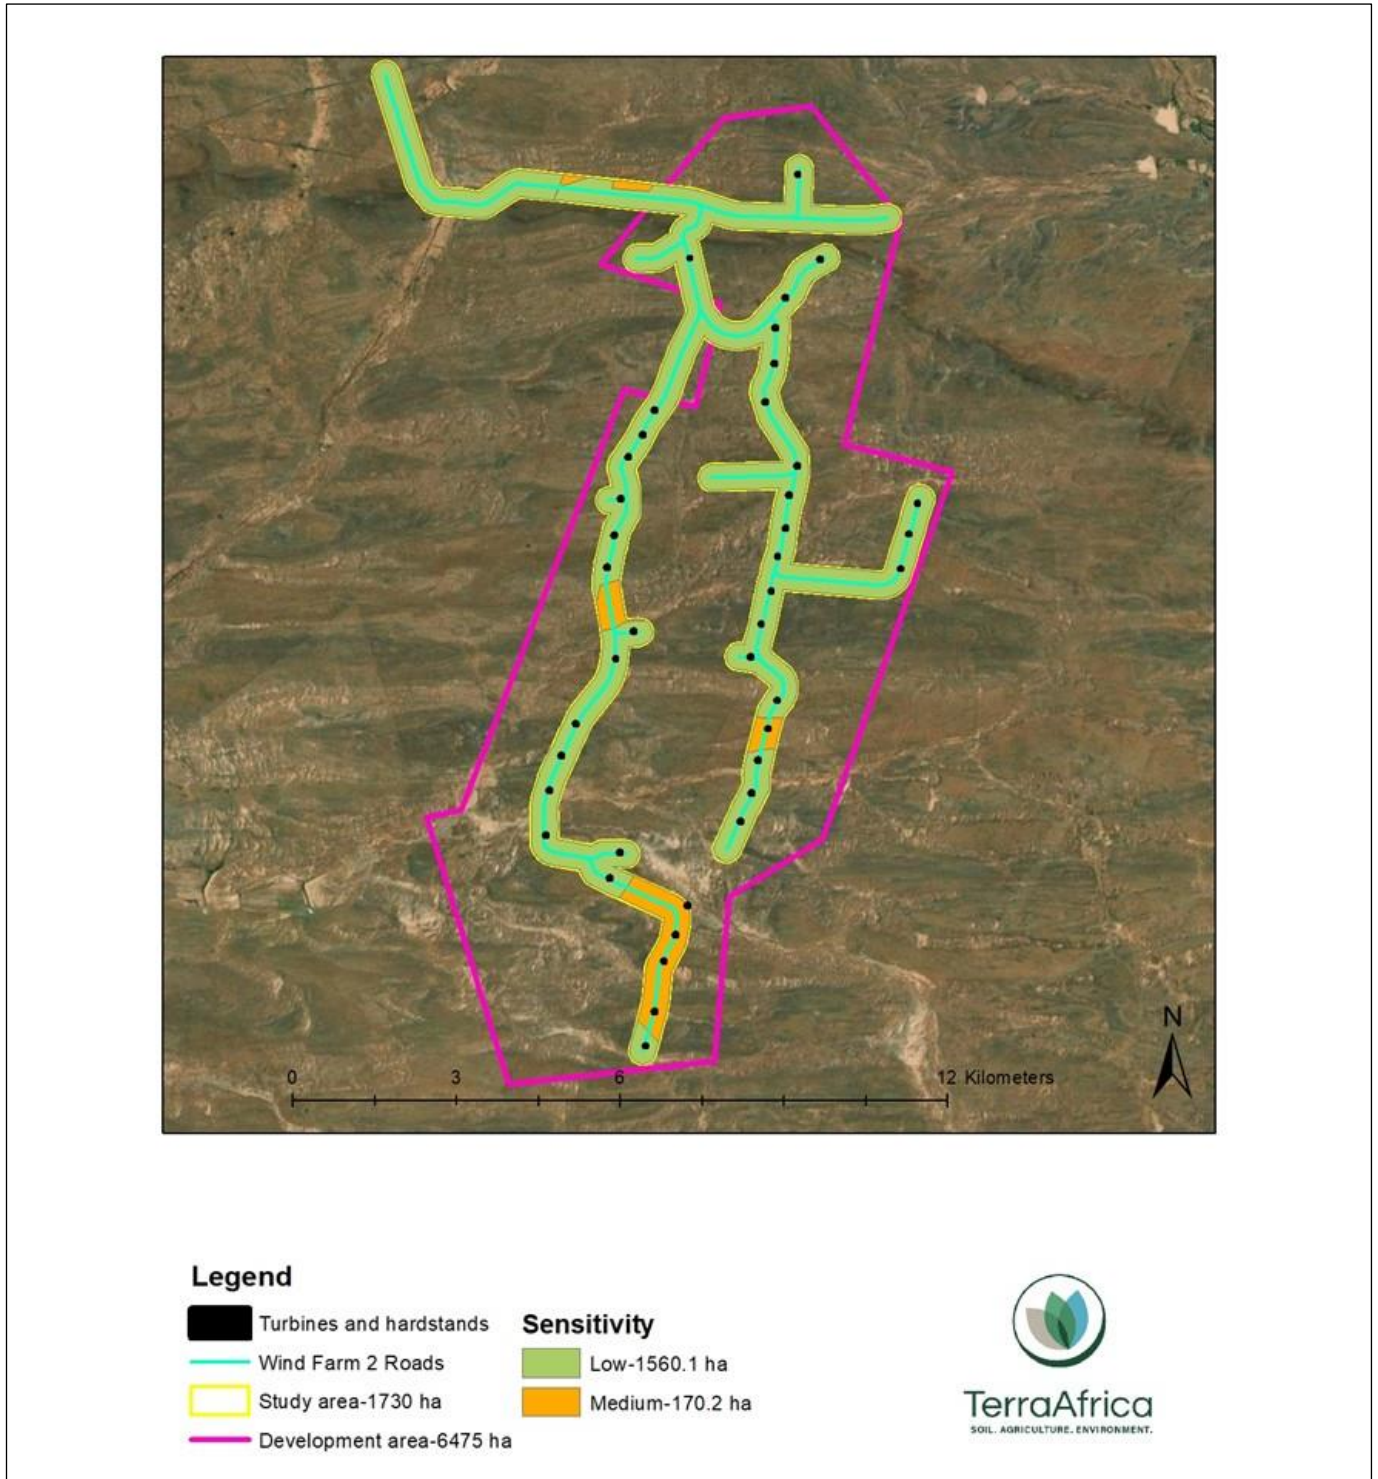 N
0 3 6 12 Kilometers
Legend
Turbines and hardstands
Wind Farm 2 Roads
Study area-1730 ha
Development area-6475 ha
Sensitivity
Low-1560.1 ha
Medium-170.2 ha
TerraAfrica
SOIL. AGRICULTURE. ENVIRONMENT.